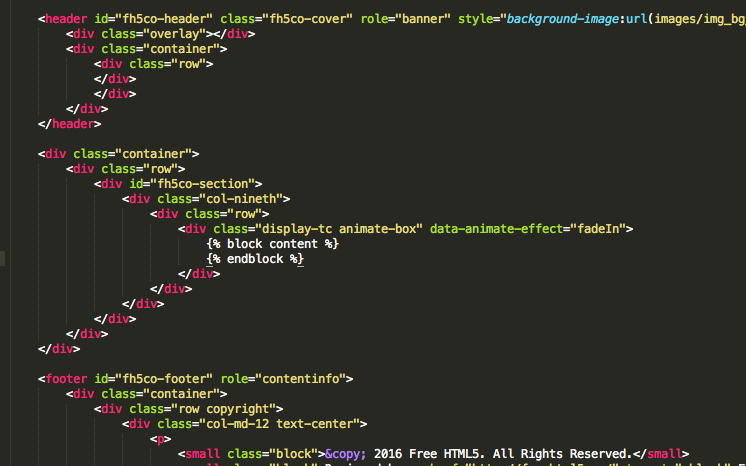 <header id="fh5co-header" class="fh5co-cover" role="banner" style="background-image:url(images/img_bg
<div class="overlay"></div>
<div class="container">
<div class="row">
</div>
</div>
</div>
</header>
<div class="container">
<div class="row">
<div id="fh5co-section">
<div class="col-nineth">
<div class="row">
<div class="display-tc animate-box" data-animate-effect="fadeIn">
{% block content %}
{% endblock %}
</div>
</div>
</div>
</div>
</div>
</div>
<footer id="fh5co-footer" role="contentinfo">
<div class="container">
<div class="row copyright">
<div class="col-md-12 text-center">
<p>
<small class="block">&copy; 2016 Free HTML5. All Rights Reserved.</small>